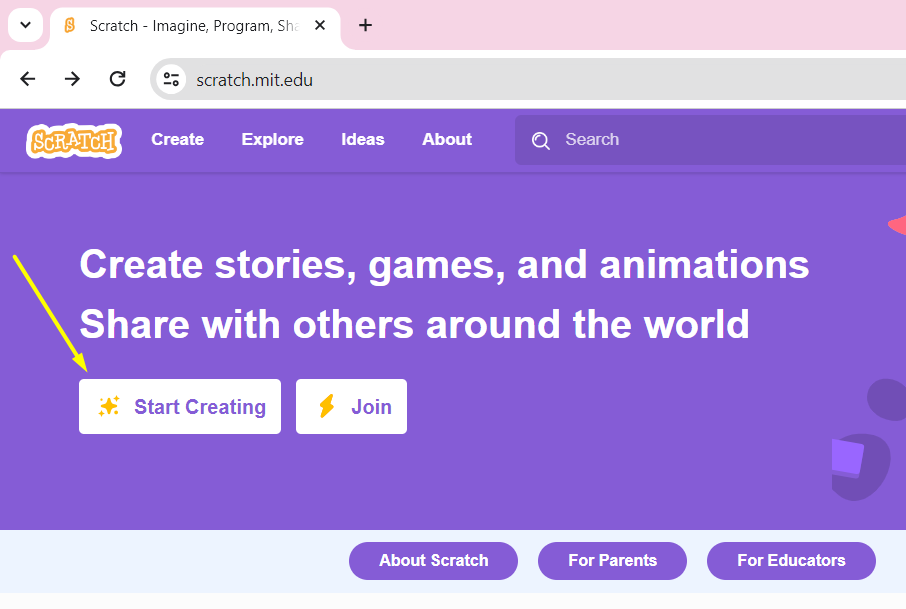 Scratch - Imagine, Program, Sha
scratch.mit.edu
SCRATCH Create Explore Ideas About Search
Create stories, games, and animations
Share with others around the world
Start Creating Join
About Scratch For Parents For Educators